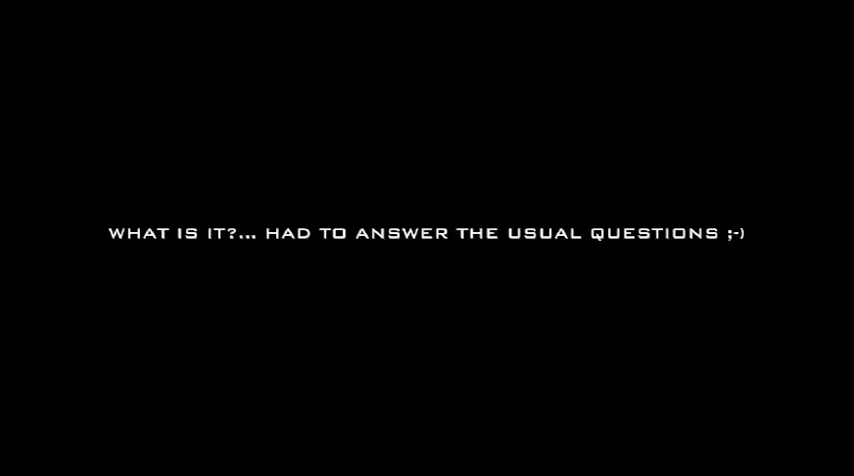 WHAT IS IT?... HAD TO ANSWER THE USUAL QUESTIONS ;-)